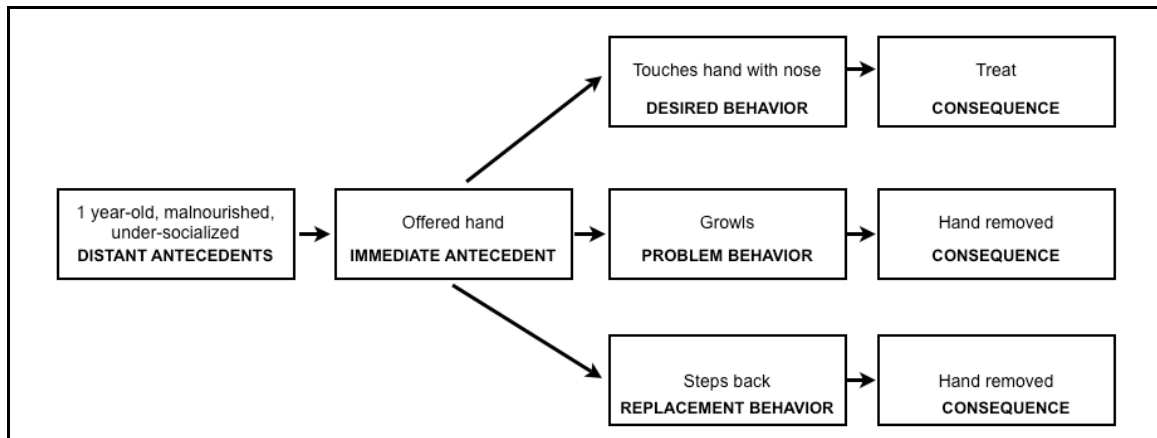 Touches hand with nose
DESIRED BEHAVIOR
Treat
CONSEQUENCE
1 year-old, malnourished,
under-socialized
DISTANT ANTECEDENTS
Offered hand
IMMEDIATE ANTECEDENT
Growls
PROBLEM BEHAVIOR
Hand removed
CONSEQUENCE
Steps back
REPLACEMENT BEHAVIOR
Hand removed
CONSEQUENCE